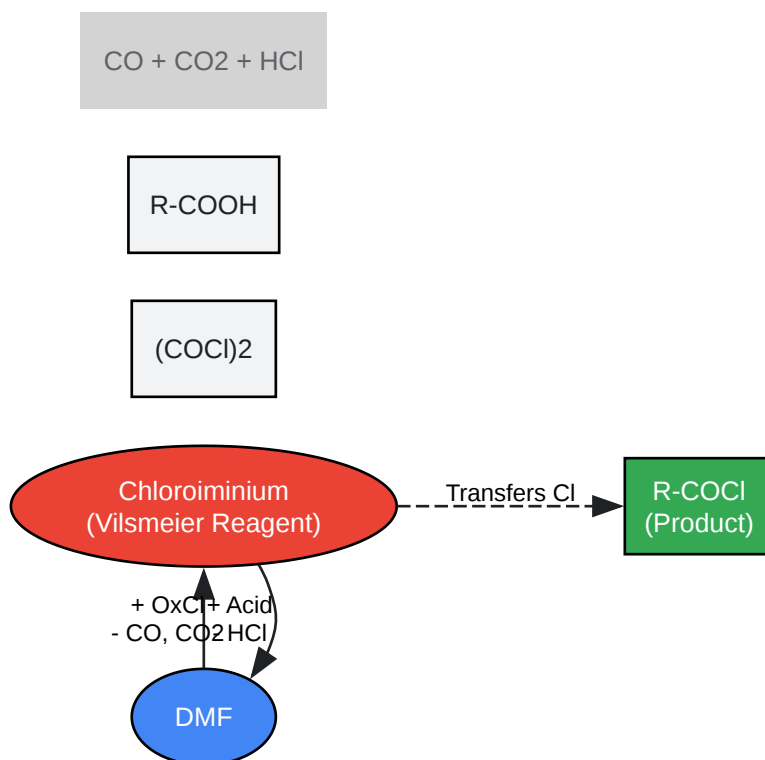 CO + CO2 + HCl
R-COOH
(COCl)2
Chloroiminium
(Vilsmeier Reagent)
Transfers Cl
R-COCl
(Product)
+ OxCl
- CO, CO2
+ Acid
- HCl
DMF